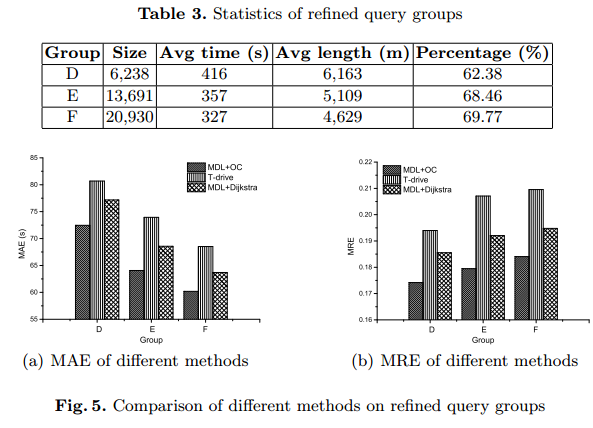 Table 3. Statistics of refined query groups
Group Size Avg time (s) Avg length (m) Percentage (%)
D 6,238 416 6,163 62.38
E 13,691 357 5,109 68.46
F 20,930 327 4,629 69.77
85
80
75
70
65
60
55
MAE (s)
MDL+OC
T-drive
MDL+Dijkstra
D E F
Group
(a) MAE of different methods
0.22
0.21
0.20
0.19
0.18
0.17
0.16
MRE
MDL+OC
T-drive
MDL+Dijkstra
D E F
Group
(b) MRE of different methods
Fig. 5. Comparison of different methods on refined query groups